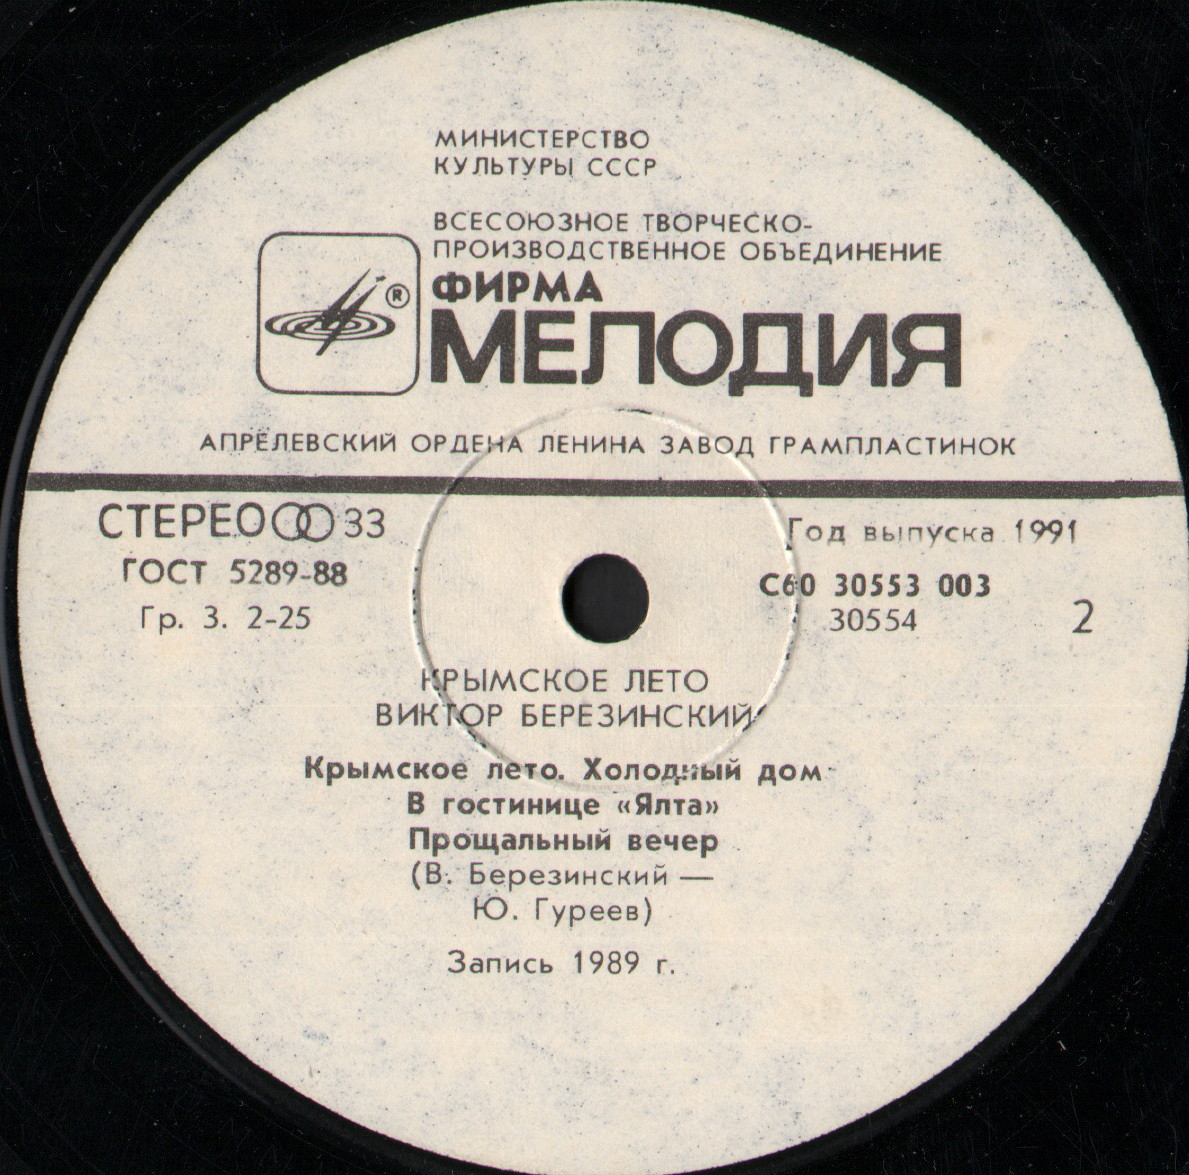 МИНИСТЕРСТВО
КУЛЬТУРЫ СССР
ВСЕСОЮЗНОЕ ТВОРЧЕСКО-
ПРОИЗВОДСТВЕННОЕ ОБЪЕДИНЕНИЕ
ФИРМА
®
МЕЛОДИЯ
АПРЕЛЕВСКИЙ ОРДЕНА ЛЕНИНА ЗАВОД ГРАМПЛАСТИНОК
СТЕРЕО 33
Год выпуска 1991
ГОСТ 5289-88
С60 30553 003
Гр. 3. 2-25
30554
2
КРЫМСКОЕ ЛЕТО
ВИКТОР БЕРЕЗИНСКИЙ
Крымское лето. Холодный дом
В гостинице «Ялта»
Прощальный вечер
(В. Березинский —
Ю. Гуреев)
Запись 1989 г.